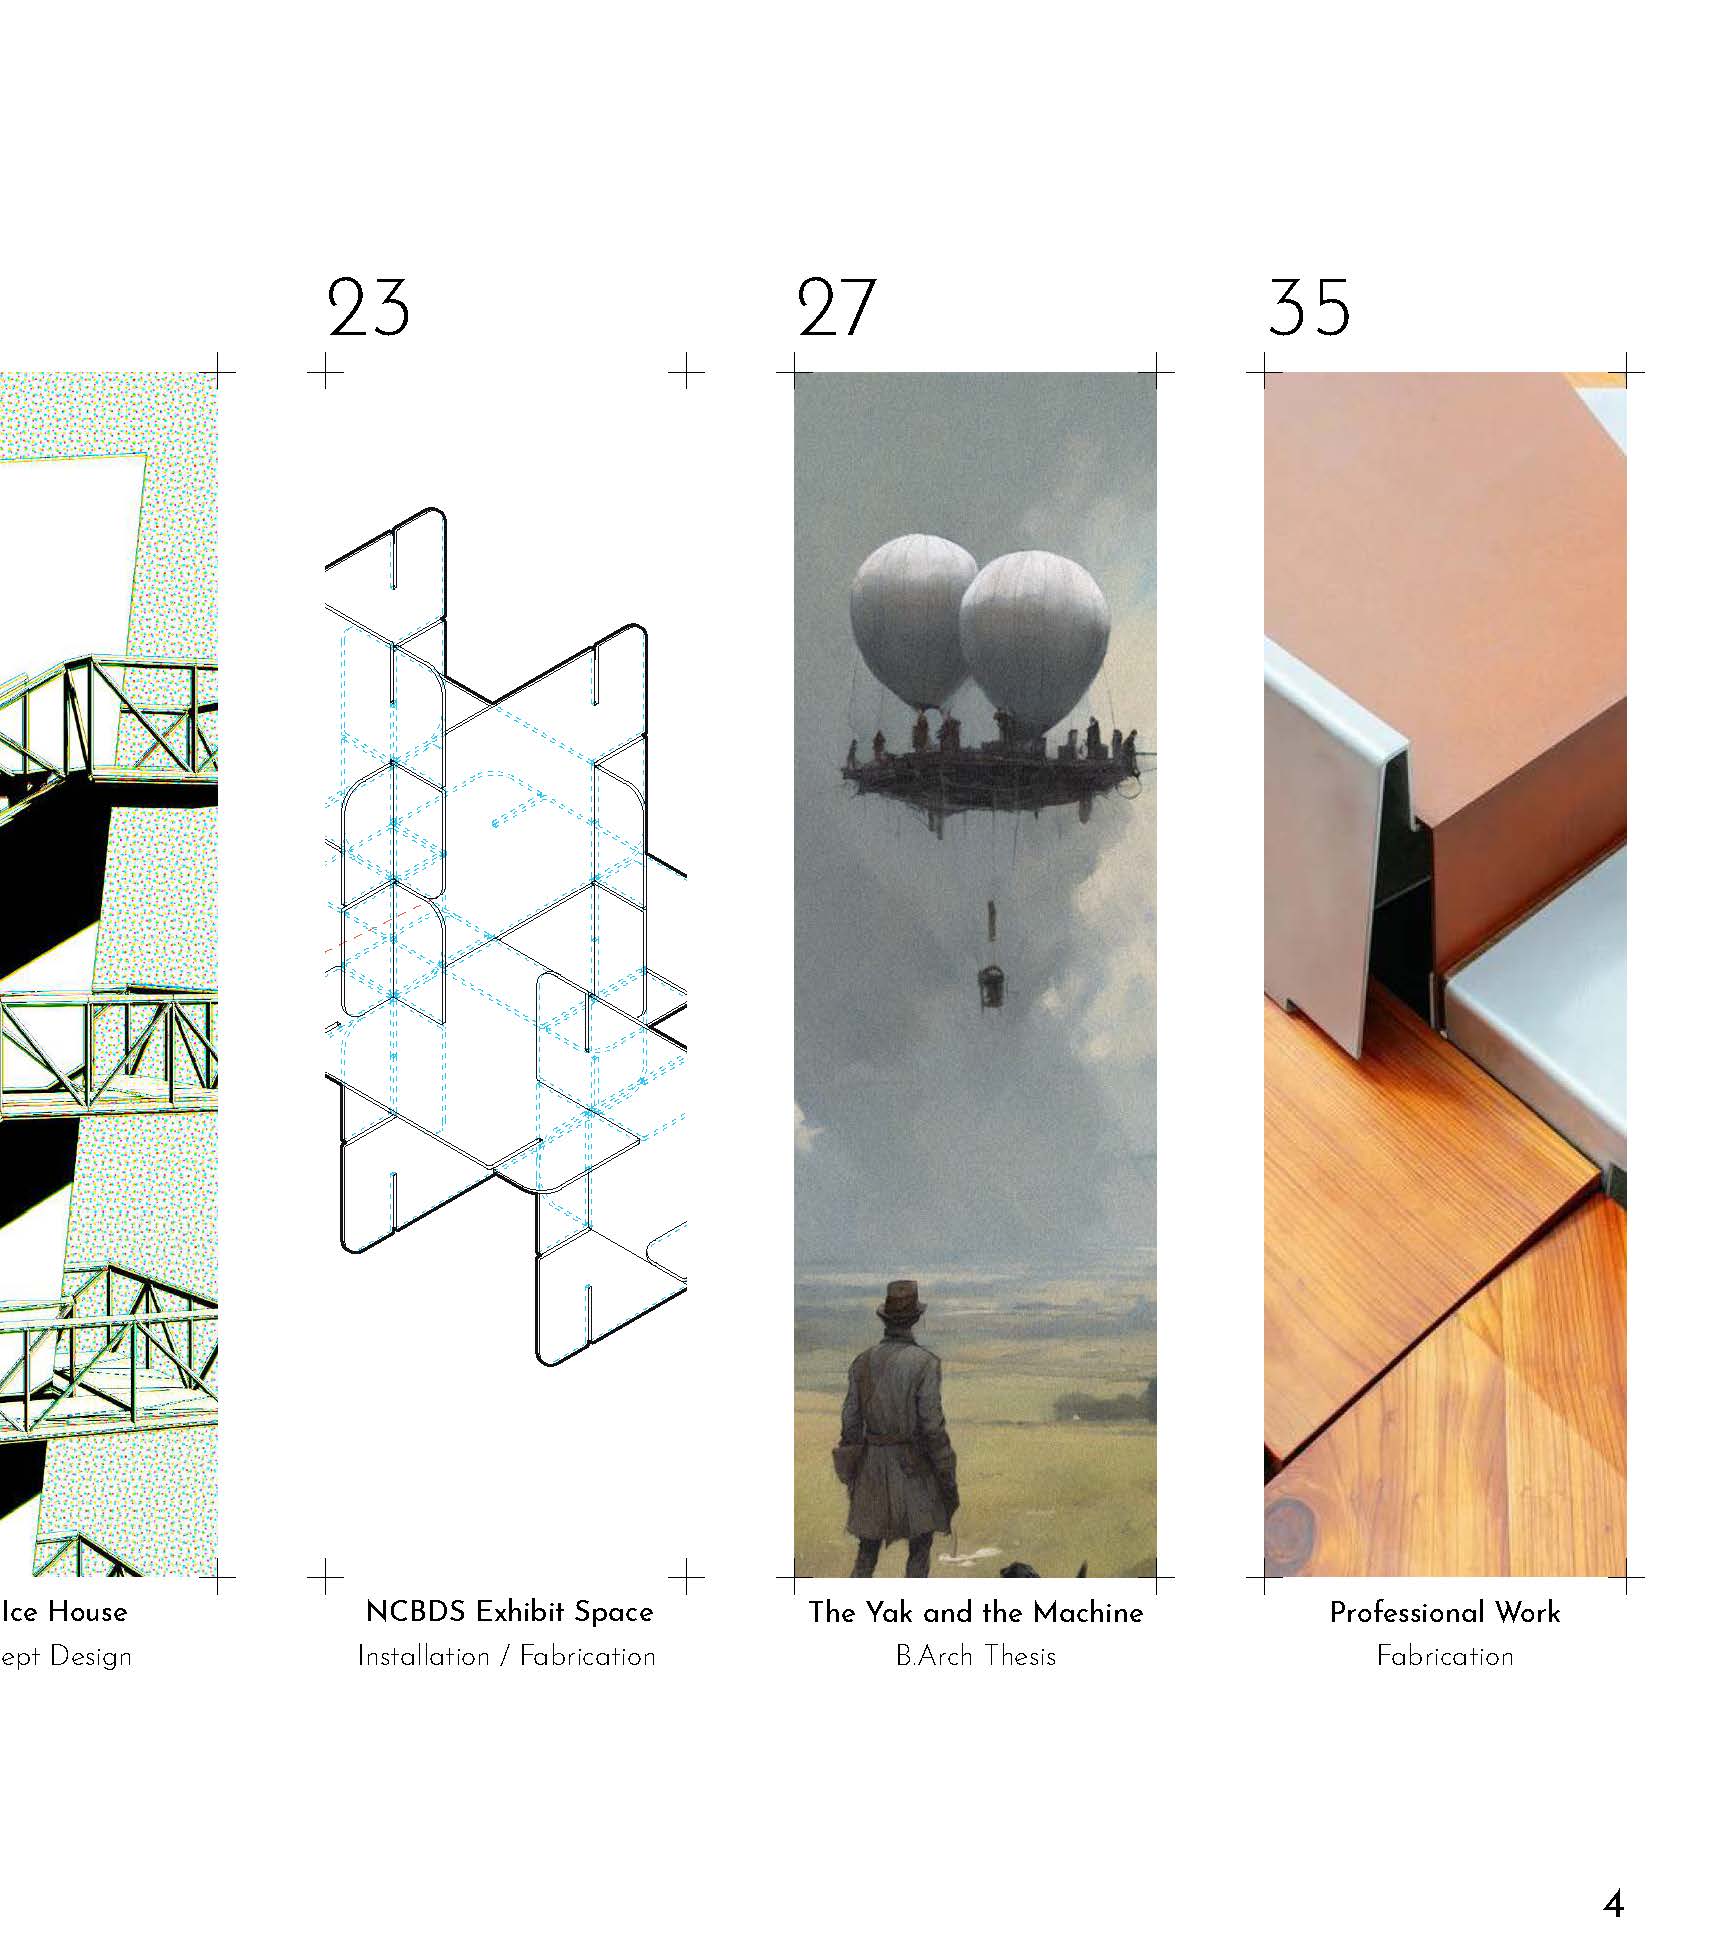 23
27
35
Ice House
NCBDS Exhibit Space
The Yak and the Machine
Professional Work
Design
Installation / Fabrication
B.Arch Thesis
Fabrication
4